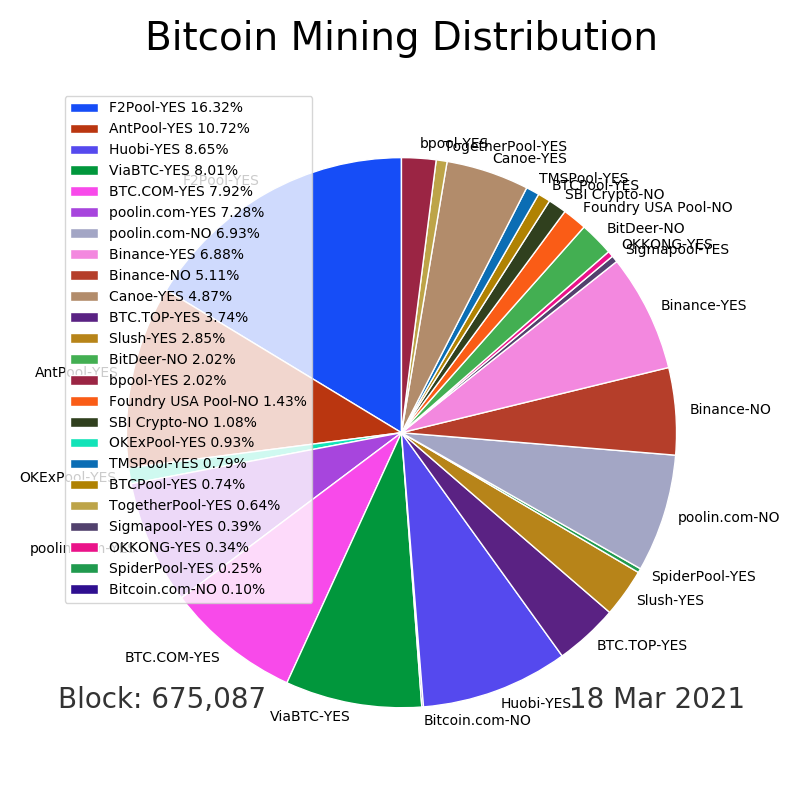 Bitcoin Mining Distribution
F2Pool-YES 16.32%
AntPool-YES 10.72%
Huobi-YES 8.65%
ViaBTC-YES 8.01%
BTC.COM-YES 7.92%
poolin.com-YES 7.28%
poolin.com-NO 6.93%
Binance-YES 6.88%
Binance-NO 5.11%
Canoe-YES 4.87%
BTC.TOP-YES 3.74%
Slush-YES 2.85%
BitDeer-NO 2.02%
bpool-YES 2.02%
Foundry USA Pool-NO 1.43%
SBI Crypto-NO 1.08%
OKExPool-YES 0.93%
TMSPool-YES 0.79%
BTCPool-YES 0.74%
TogetherPool-YES 0.64%
Sigmapool-YES 0.39%
OKKONG-YES 0.34%
SpiderPool-YES 0.25%
Bitcoin.com-NO 0.10%
bpool-YES
TogetherPool-YES
Canoe-YES
TMSPool-YES
BTCPool-YES
SBI Crypto-NO
Foundry USA Pool-NO
BitDeer-NO
OKKONG-YES
Sigmapool-YES
Binance-YES
Binance-NO
poolin.com-NO
SpiderPool-YES
Slush-YES
BTC.TOP-YES
Huobi-YES
Bitcoin.com-NO
ViaBTC-YES
BTC.COM-YES
poolin.com-YES
OKExPool-YES
AntPool-YES
F2Pool-YES
Block: 675,087
18 Mar 2021